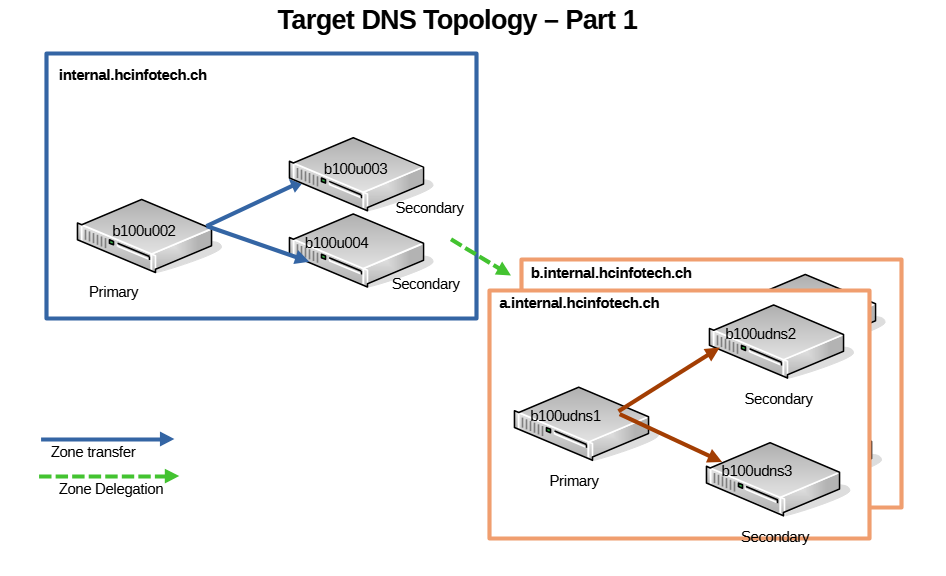 Target DNS Topology – Part 1
internal.hcinfotech.ch
b100u003
Secondary
b100u002
b100u004
Primary
Secondary
b.internal.hcinfotech.ch
a.internal.hcinfotech.ch
b100udns2
Secondary
b100udns1
Primary
b100udns3
Secondary
Zone transfer
Zone Delegation